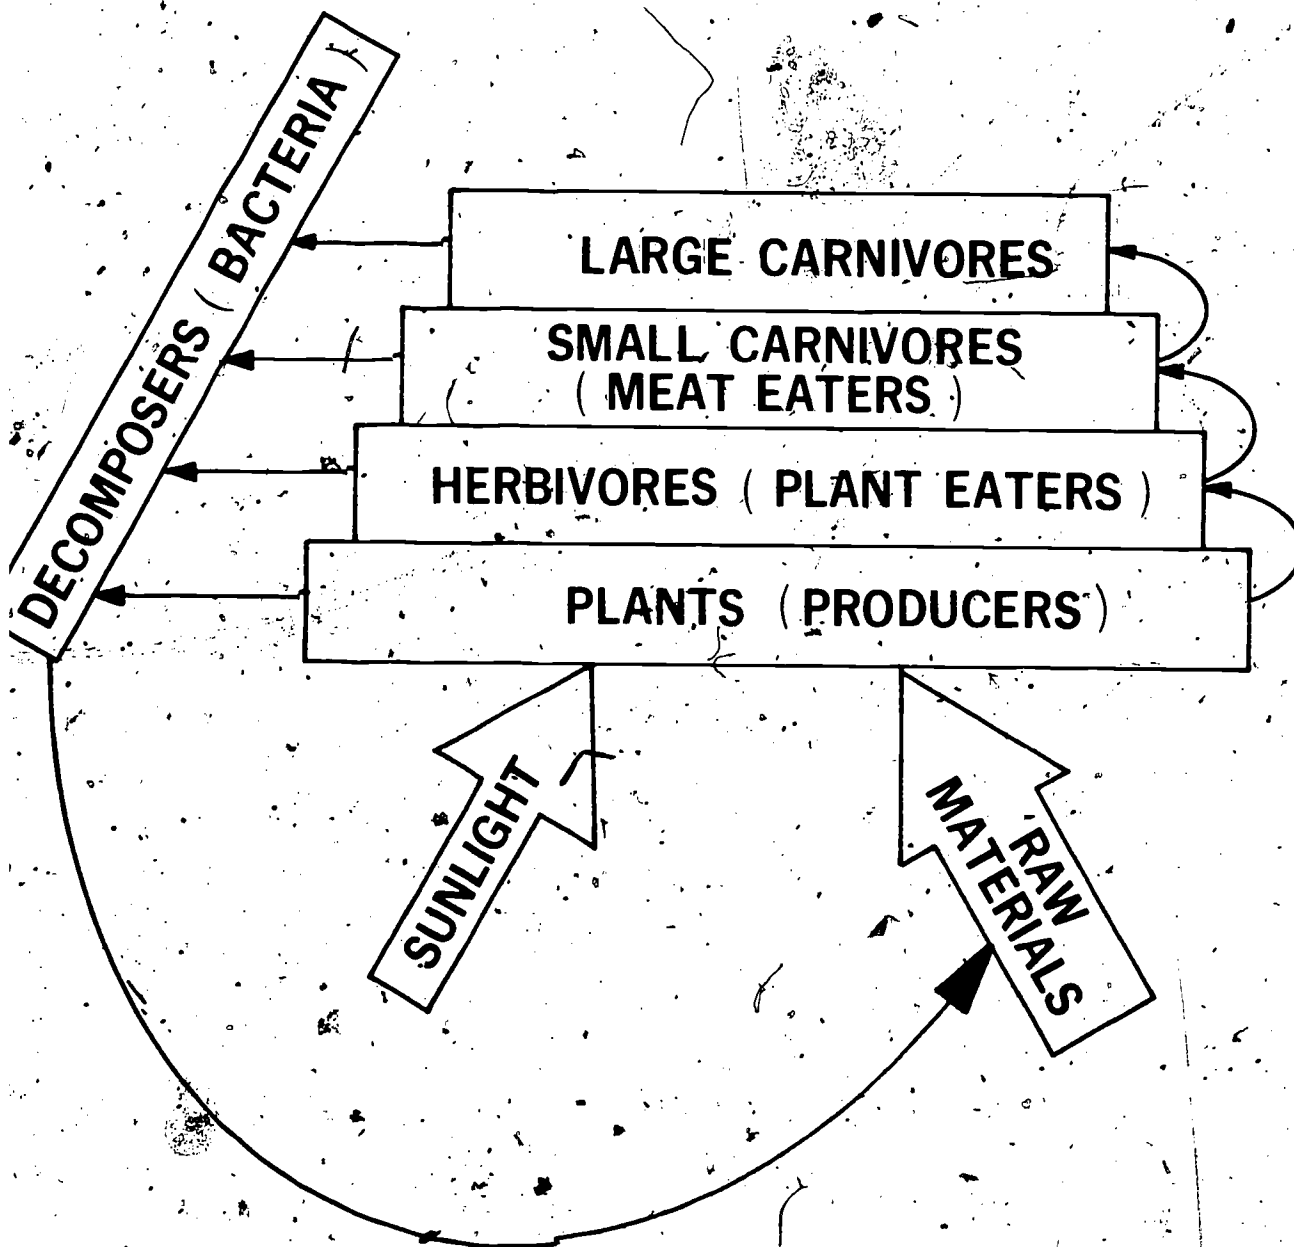 DECOMPOSERS ( BACTERIA )
LARGE CARNIVORES
SMALL CARNIVORES
( MEAT EATERS )
HERBIVORES ( PLANT EATERS )
PLANTS ( PRODUCERS )
SUNLIGHT
RAW
MATERIALS